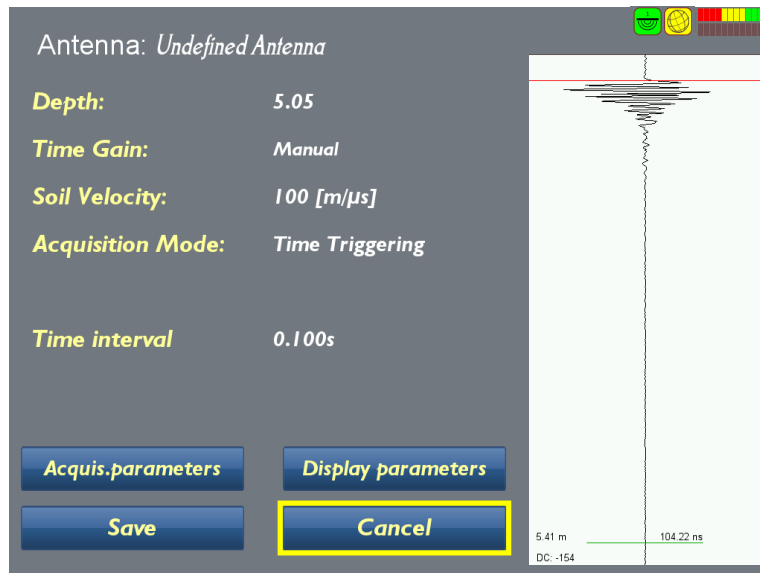 Antenna: Undefined Antenna
Depth: 5.05
Time Gain: Manual
Soil Velocity: 100 [m/µs]
Acquisition Mode: Time Triggering
Time interval 0.100s
Acquis.parameters Display parameters
Save Cancel
5.41 m 104.22 ns
DC: -154
1